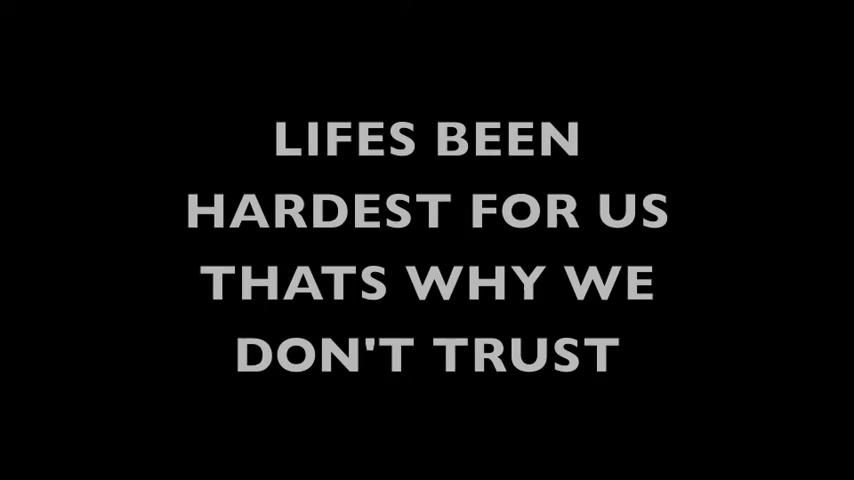 LIFES BEEN
HARDEST FOR US
THATS WHY WE
DON'T TRUST